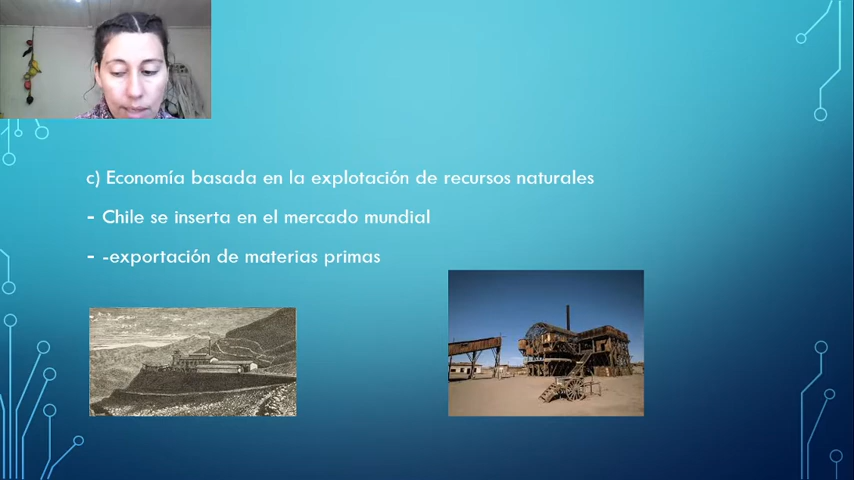 c) Economía basada en la explotación de recursos naturales
- Chile se inserta en el mercado mundial
- -exportación de materias primas